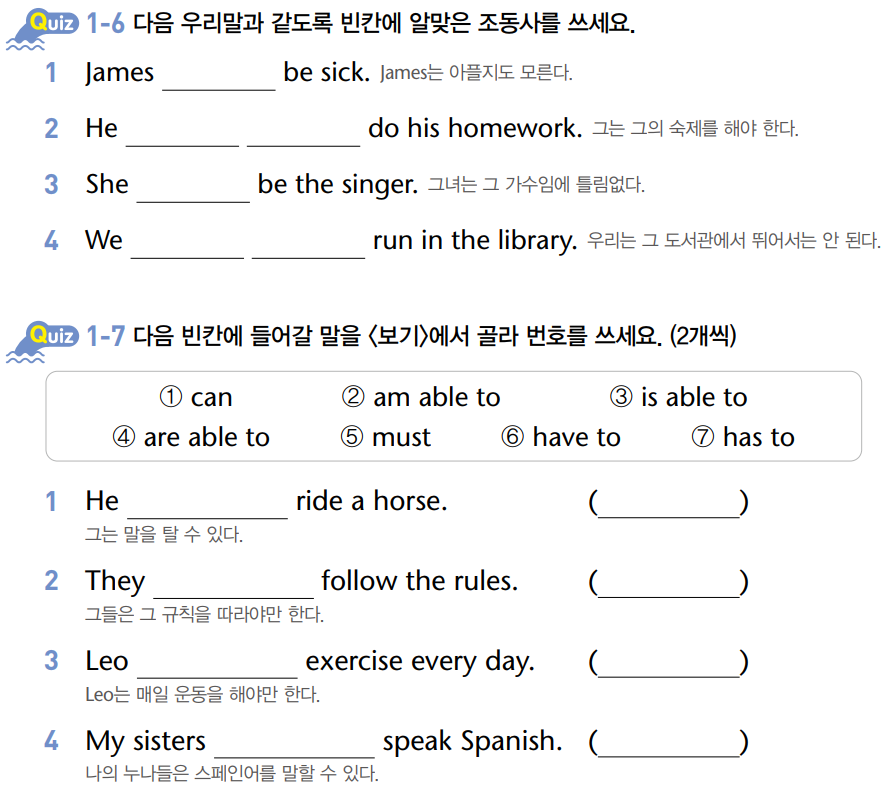 Quiz 1-6 다음 우리말과 같도록 빈칸에 알맞은 조동사를 쓰세요.
1 James ________ be sick. James는 아플지도 모른다.
2 He ________ ________ do his homework. 그는 그의 숙제를 해야 한다.
3 She ________ be the singer. 그녀는 그 가수임에 틀림없다.
4 We ________ ________ run in the library. 우리는 그 도서관에서 뛰어서는 안 된다.
Quiz 1-7 다음 빈칸에 들어갈 말을 〈보기〉에서 골라 번호를 쓰세요. (2개씩)
① can ② am able to ③ is able to
④ are able to ⑤ must ⑥ have to ⑦ has to
1 He ________ ride a horse. (________)
그는 말을 탈 수 있다.
2 They ________ follow the rules. (________)
그들은 그 규칙을 따라야만 한다.
3 Leo ________ exercise every day. (________)
Leo는 매일 운동을 해야만 한다.
4 My sisters ________ speak Spanish. (________)
나의 누나들은 스페인어를 말할 수 있다.